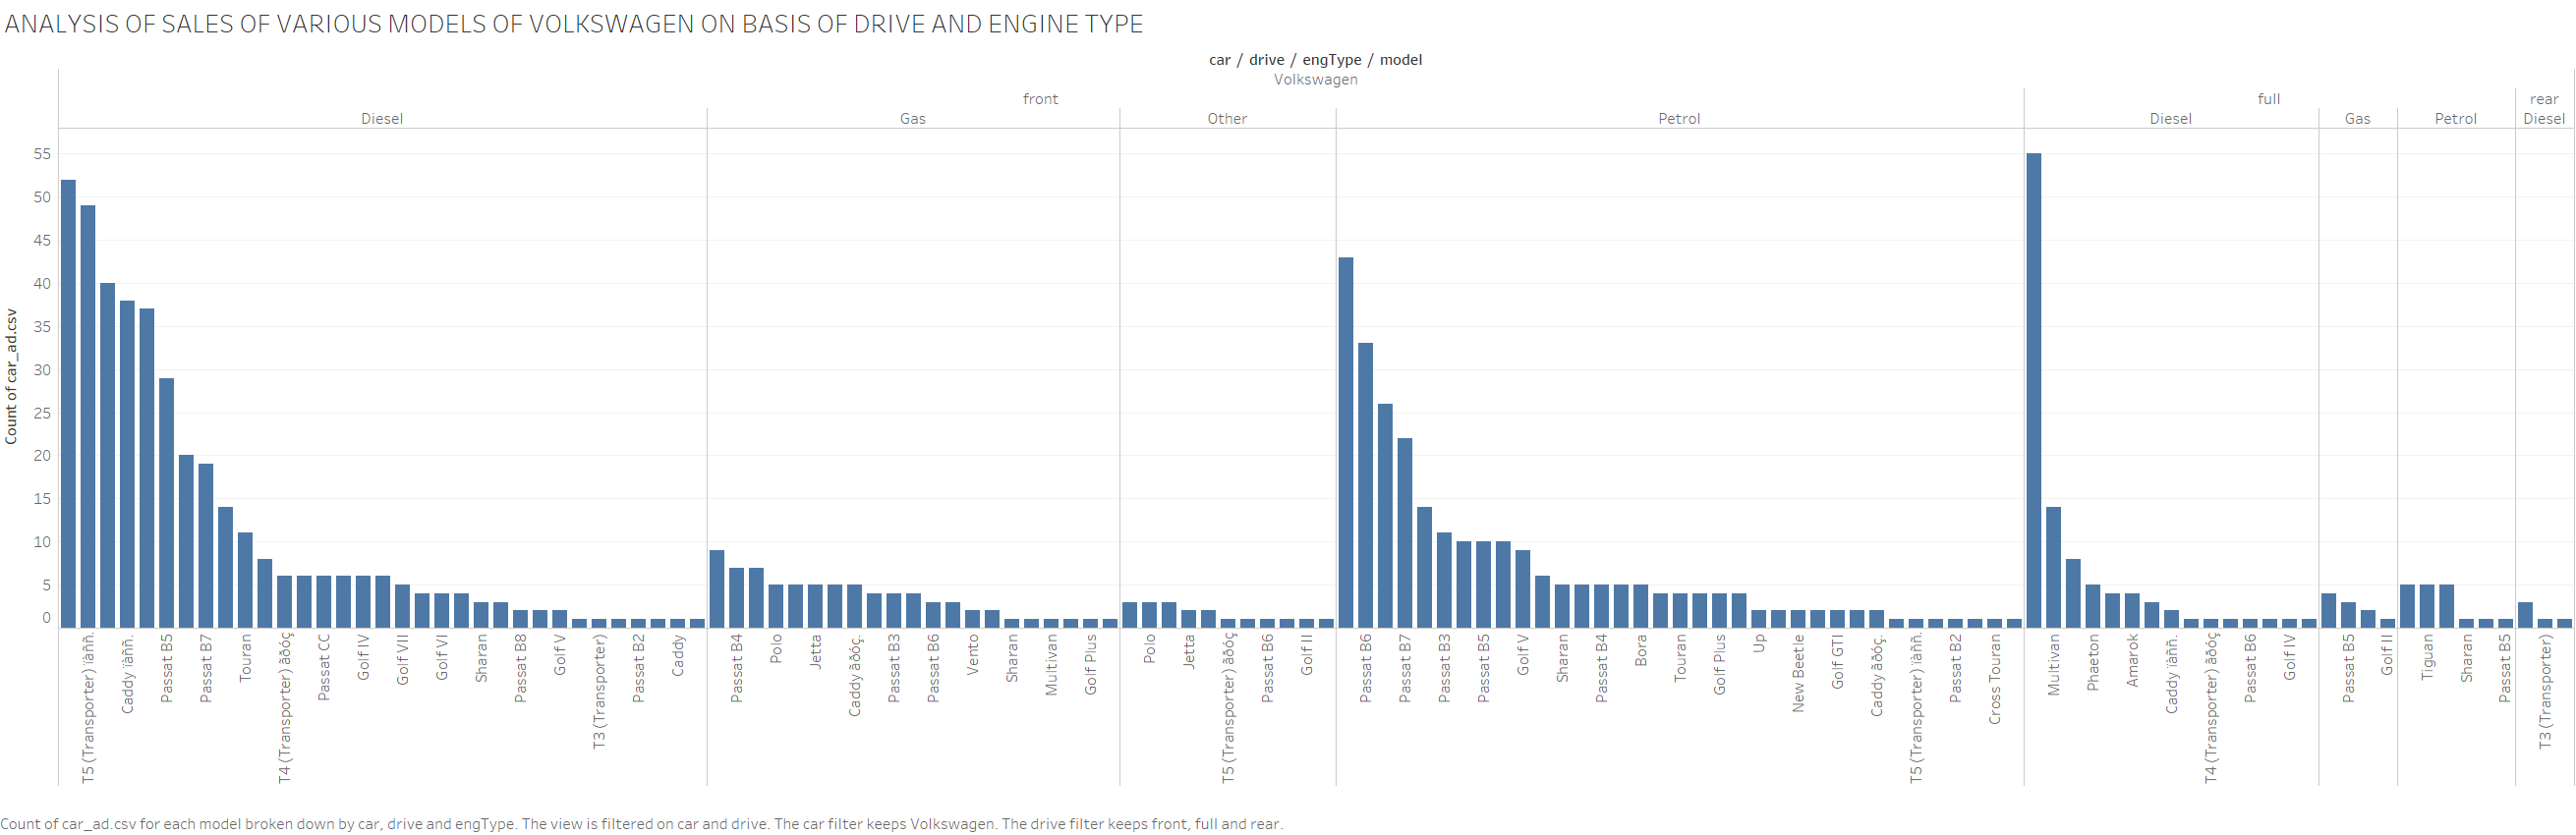 ANALYSIS OF SALES OF VARIOUS MODELS OF VOLKSWAGEN ON BASIS OF DRIVE AND ENGINE TYPE
car / drive / engType / model
Volkswagen
front
full
rear
Diesel
Gas
Other
Petrol
Diesel
Gas
Petrol
Diesel
Count of car_ad.csv
55
50
45
40
35
30
25
20
15
10
5
0
T5 (Transporter) ïàññ.
Caddy ïàññ.
Passat B5
Passat B7
Touran
T4 (Transporter) ãðóç
Passat CC
Golf IV
Golf VII
Golf VI
Sharan
Passat B8
Golf V
T3 (Transporter)
Passat B2
Caddy
Passat B4
Polo
Jetta
Caddy ãðóç.
Passat B3
Passat B6
Vento
Sharan
Multivan
Golf Plus
Polo
Jetta
T5 (Transporter) ãðóç
Passat B6
Golf II
Passat B6
Passat B7
Passat B3
Passat B5
Golf V
Sharan
Passat B4
Bora
Touran
Golf Plus
Up
New Beetle
Golf GTI
Caddy ãðóç.
T5 (Transporter) ïàññ.
Passat B2
Cross Touran
Multivan
Phaeton
Amarok
Caddy ïàññ.
T4 (Transporter) ãðóç
Passat B6
Golf IV
Passat B5
Golf II
Tiguan
Sharan
Passat B5
T3 (Transporter)
Count of car_ad.csv for each model broken down by car, drive and engType. The view is filtered on car and drive. The car filter keeps Volkswagen. The drive filter keeps front, full and rear.